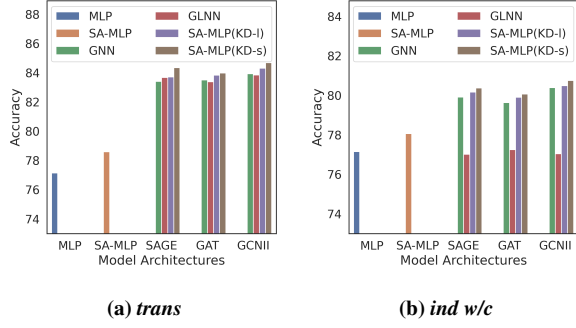 88
86
84
82
80
78
76
74
Accuracy
MLP
SA-MLP
GNN
GLNN
SA-MLP(KD-l)
SA-MLP(KD-s)
MLP SA-MLP SAGE GAT GCNII
Model Architectures
(a) trans
84
82
80
78
76
74
Accuracy
MLP
SA-MLP
GNN
GLNN
SA-MLP(KD-l)
SA-MLP(KD-s)
MLP SA-MLP SAGE GAT GCNII
Model Architectures
(b) ind w/c